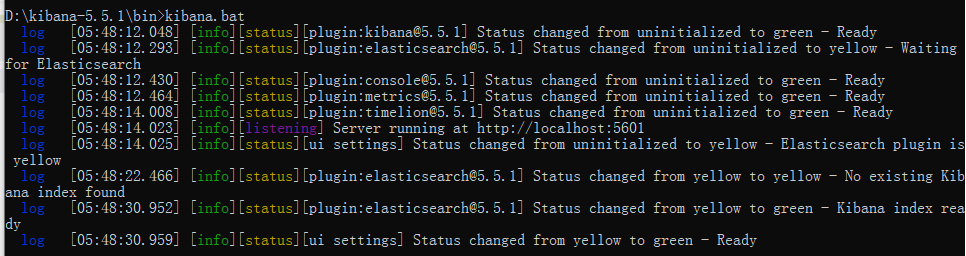 D:\kibana-5.5.1\bin>kibana.bat
log [05:48:12.048] [info][status][plugin:kibana@5.5.1] Status changed from uninitialized to green - Ready
log [05:48:12.293] [info][status][plugin:elasticsearch@5.5.1] Status changed from uninitialized to yellow - Waiting
for Elasticsearch
log [05:48:12.430] [info][status][plugin:console@5.5.1] Status changed from uninitialized to green - Ready
log [05:48:12.464] [info][status][plugin:metrics@5.5.1] Status changed from uninitialized to green - Ready
log [05:48:14.008] [info][status][plugin:timelion@5.5.1] Status changed from uninitialized to green - Ready
log [05:48:14.023] [info][listening] Server running at http://localhost:5601
log [05:48:14.025] [info][status][ui settings] Status changed from uninitialized to yellow - Elasticsearch plugin is
yellow
log [05:48:22.466] [info][status][plugin:elasticsearch@5.5.1] Status changed from yellow to yellow - No existing Kib
ana index found
log [05:48:30.952] [info][status][plugin:elasticsearch@5.5.1] Status changed from yellow to green - Kibana index rea
dy
log [05:48:30.959] [info][status][ui settings] Status changed from yellow to green - Ready